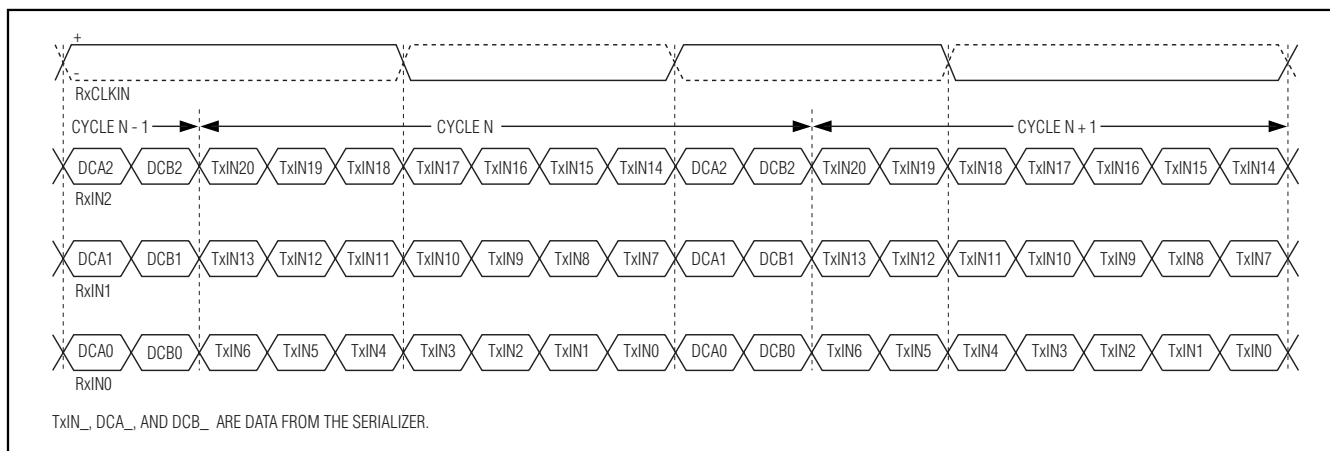 +
-
RxCLKIN
CYCLE N - 1 CYCLE N CYCLE N + 1
DCA2 DCB2 TxIN20 TxIN19 TxIN18 TxIN17 TxIN16 TxIN15 TxIN14 DCA2 DCB2 TxIN20 TxIN19 TxIN18 TxIN17 TxIN16 TxIN15 TxIN14
RxIN2
DCA1 DCB1 TxIN13 TxIN12 TxIN11 TxIN10 TxIN9 TxIN8 TxIN7 DCA1 DCB1 TxIN13 TxIN12 TxIN11 TxIN10 TxIN9 TxIN8 TxIN7
RxIN1
DCA0 DCB0 TxIN6 TxIN5 TxIN4 TxIN3 TxIN2 TxIN1 TxIN0 DCA0 DCB0 TxIN6 TxIN5 TxIN4 TxIN3 TxIN2 TxIN1 TxIN0
RxIN0
TxIN_, DCA_, AND DCB_ ARE DATA FROM THE SERIALIZER.